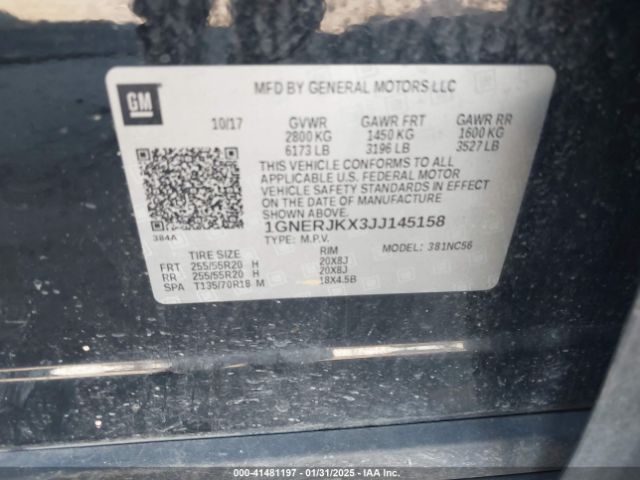 GM
MFD BY GENERAL MOTORS LLC
10/17 GVWR GAWR FRT GAWR RR
2800 KG 1450 KG 1600 KG
6173 LB 3196 LB 3527 LB
THIS VEHICLE CONFORMS TO ALL
APPLICABLE U.S. FEDERAL MOTOR
VEHICLE SAFETY STANDARDS IN EFFECT
ON THE DATE OF MANUFACTURE
SHOWN ABOVE.
1GNERJKX3JJ145158
384A
TYPE: M.P.V. MODEL: 381NC56
TIRE SIZE RIM
FRT 255/55R20 H 20X8J
RR 255/55R20 H 20X8J
SPA T135/70R18 M 18X4.5B
00-41481197 - 01/31/2025 - IAA Inc.